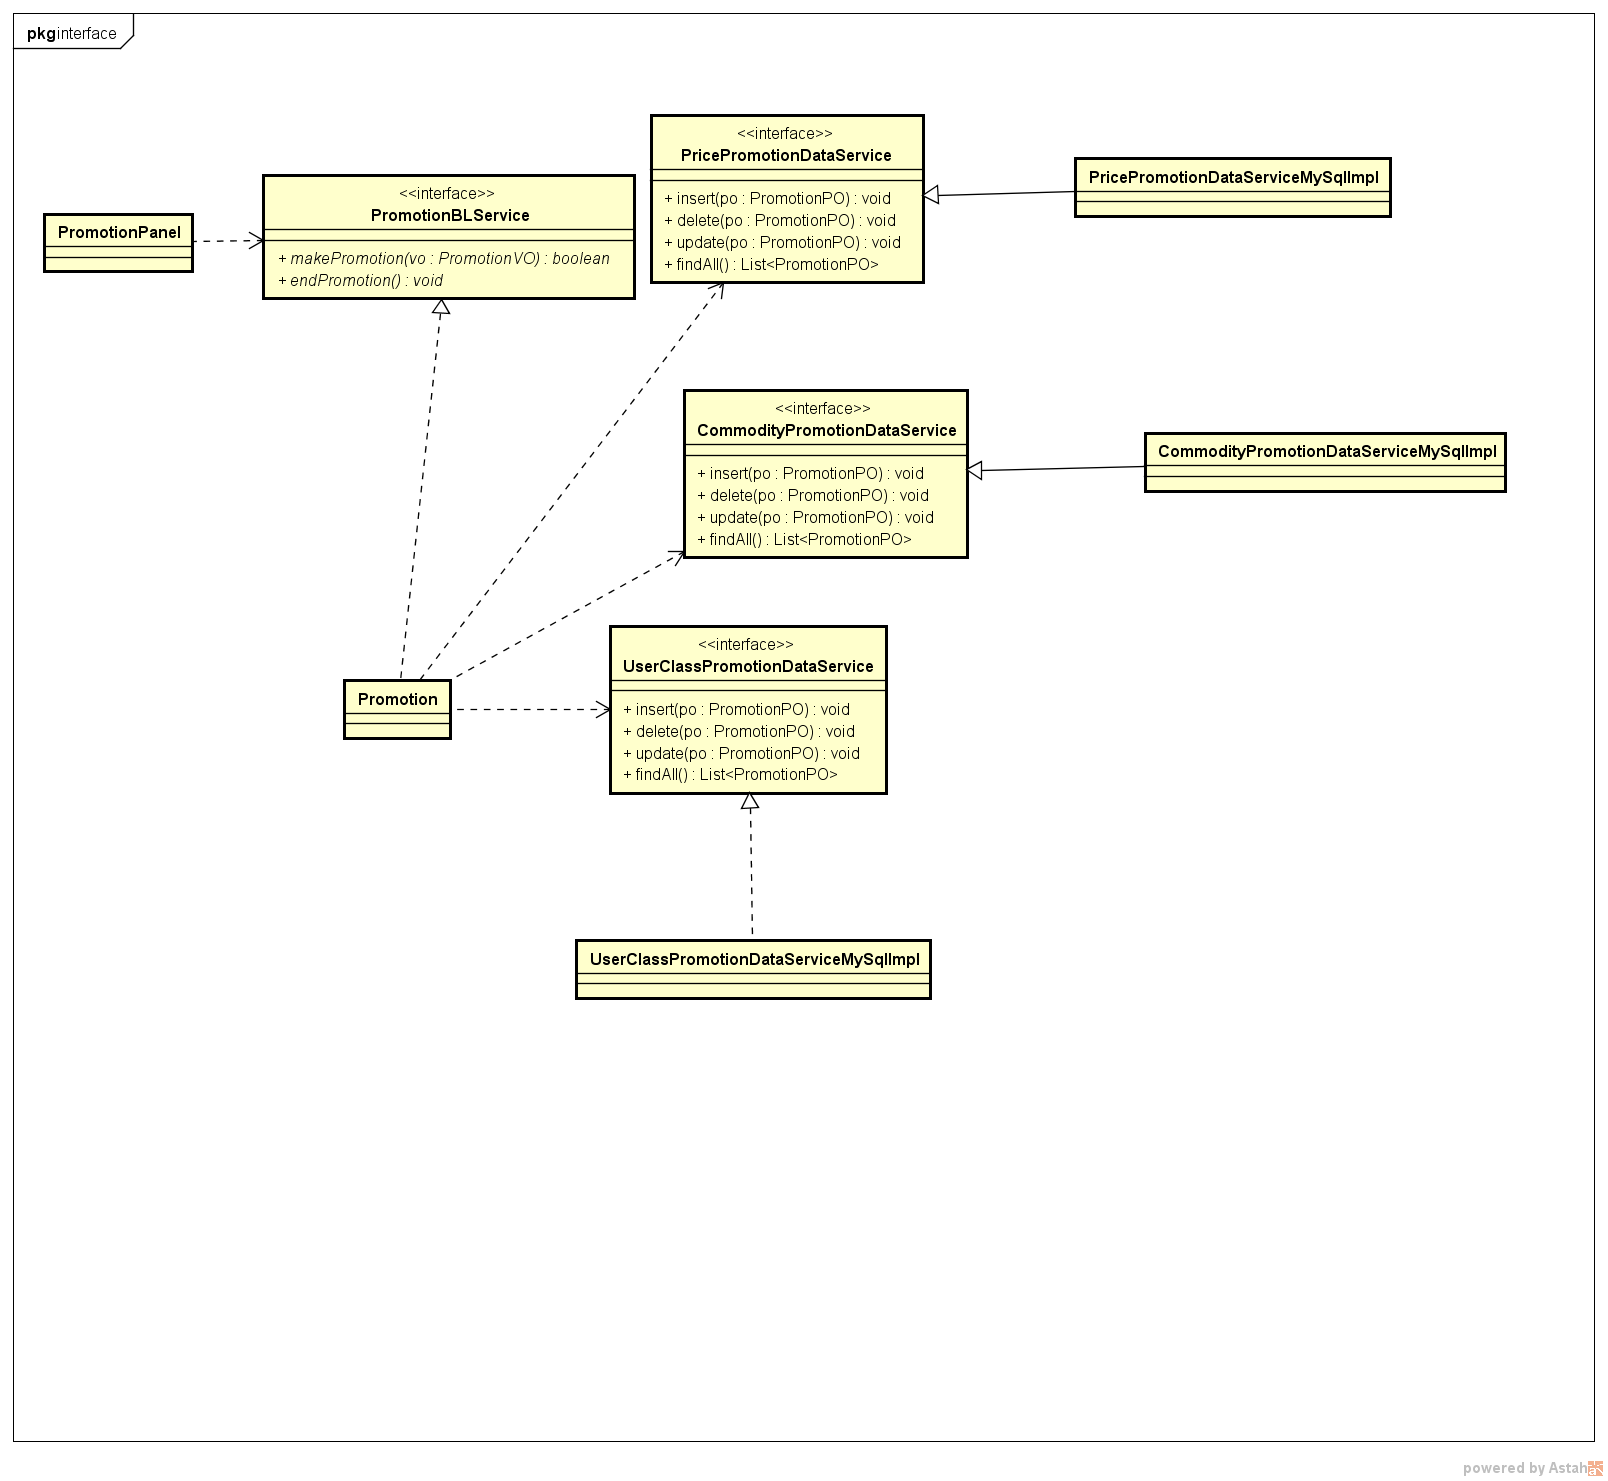 pkg interface
<<interface>>
PricePromotionDataService
+ insert(po : PromotionPO) : void
+ delete(po : PromotionPO) : void
+ update(po : PromotionPO) : void
+ findAll() : List<PromotionPO>
PricePromotionDataServiceMySqlImpl
<<interface>>
PromotionBLService
+ makePromotion(vo : PromotionVO) : boolean
+ endPromotion() : void
PromotionPanel
<<interface>>
CommodityPromotionDataService
+ insert(po : PromotionPO) : void
+ delete(po : PromotionPO) : void
+ update(po : PromotionPO) : void
+ findAll() : List<PromotionPO>
CommodityPromotionDataServiceMySqlImpl
<<interface>>
UserClassPromotionDataService
+ insert(po : PromotionPO) : void
+ delete(po : PromotionPO) : void
+ update(po : PromotionPO) : void
+ findAll() : List<PromotionPO>
Promotion
UserClassPromotionDataServiceMySqlImpl
powered by Astah